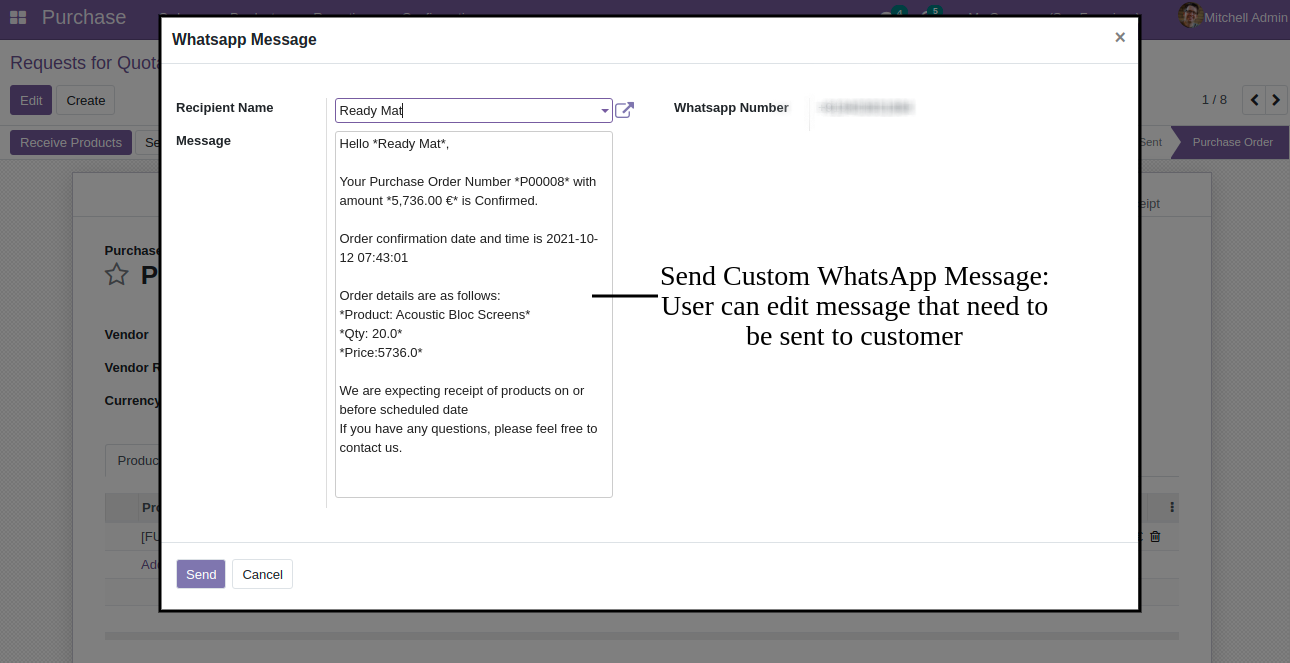 Purchase
4
5
Mitchell Admin
Whatsapp Message
×
Requests for Quota
Edit
Create
1 / 8
Recipient Name
Ready Mat
Whatsapp Number
Message
Receive Products
Se
Sent
Purchase Order
Hello *Ready Mat*,
Your Purchase Order Number *P00008* with
amount *5,736.00 €* is Confirmed.
Order confirmation date and time is 2021-10-
12 07:43:01
Order details are as follows:
*Product: Acoustic Bloc Screens*
*Qty: 20.0*
*Price:5736.0*
We are expecting receipt of products on or
before scheduled date
If you have any questions, please feel free to
contact us.
Send Custom WhatsApp Message:
User can edit message that need to
be sent to customer
eipt
Purchase
P
Vendor
Vendor R
Currency
Produc
Pro
[FU
Add
Send
Cancel